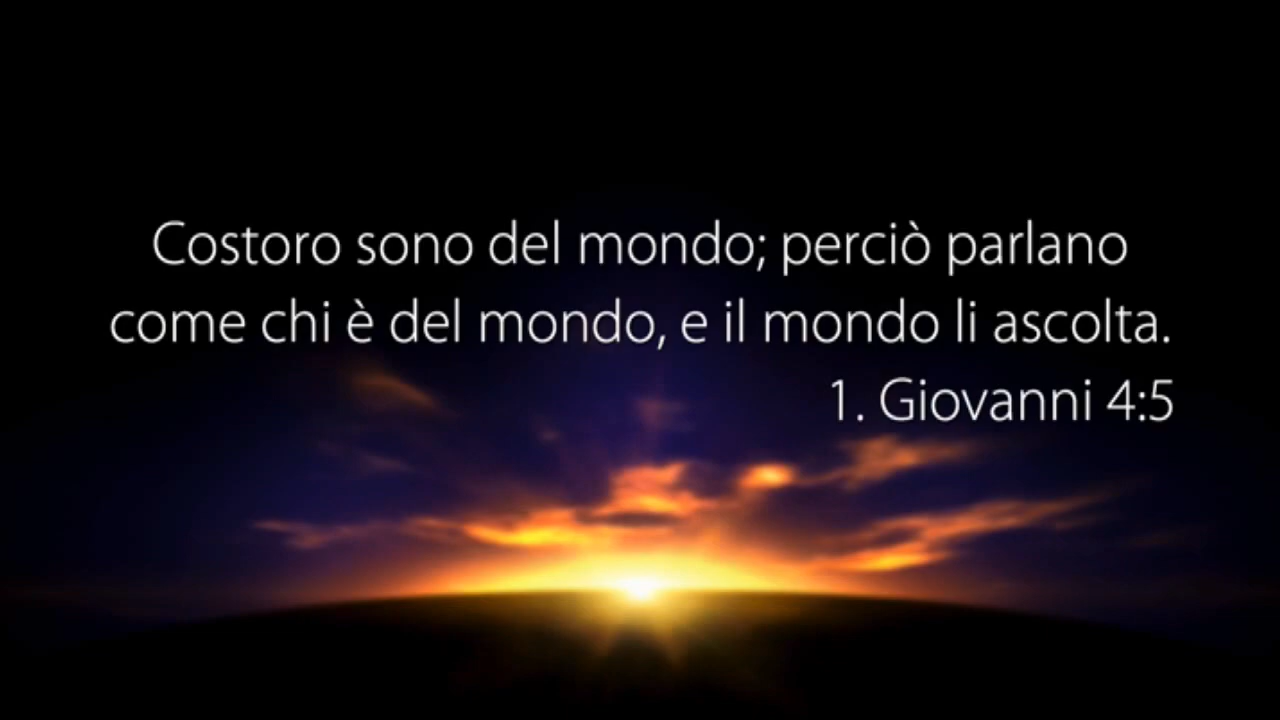 Costoro sono del mondo; perciò parlano
come chi è del mondo, e il mondo li ascolta.
1. Giovanni 4:5